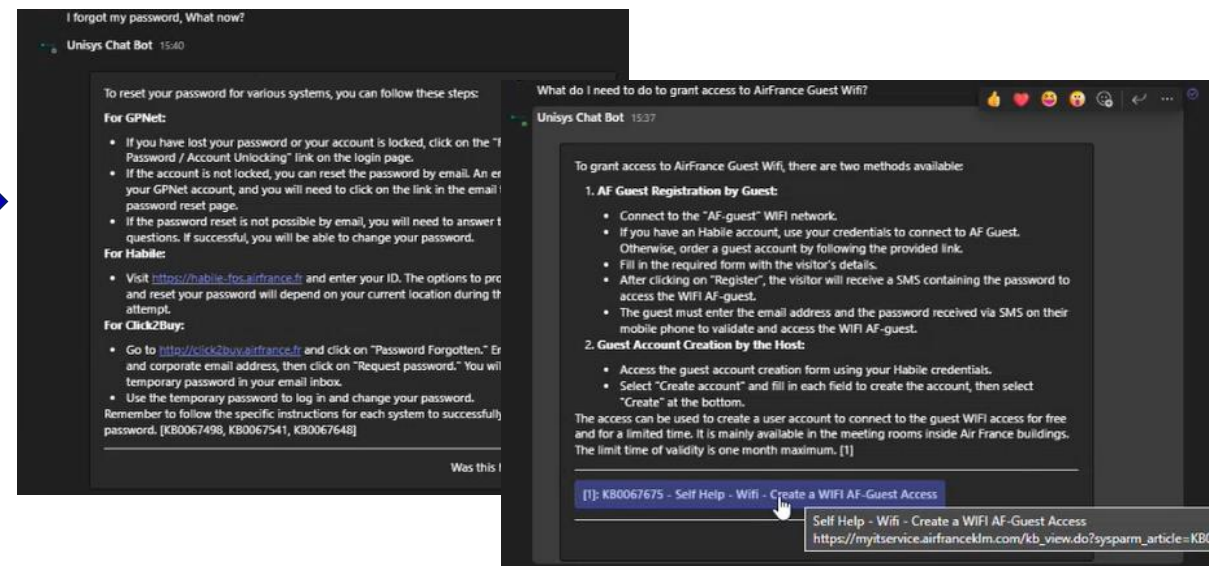 I forgot my password, What now?
Unisys Chat Bot 15:40
To reset your password for various systems, you can follow these steps:
For GPNet:
• If you have lost your password or your account is locked, click on the
Password / Account Unlocking" link on the login page.
• If the account is not locked, you can reset the password by email. An
your GPNet account, and you will need to click on the link in the email
password reset page.
• If the password reset is not possible by email, you will need to answer
questions. If successful, you will be able to change your password.
For Habile:
• Visit https://habile-fps.airfrance.fr and enter your ID. The options to
and reset your password will depend on your current location during
attempt.
For Click2Buy:
• Go to http://click2buy.airfrance.fr and click on "Password Forgotten."
and corporate email address, then click on "Request password." You
temporary password in your email inbox.
• Use the temporary password to log in and change your password.
Remember to follow the specific instructions for each system to successfully
password. [KB0067498, KB0067541, KB0067648]
Was this
What do I need to do to grant access to AirFrance Guest Wifi?
Unisys Chat Bot 15:37
To grant access to AirFrance Guest Wifi, there are two methods available:
1. AF Guest Registration by Guest:
• Connect to the "AF-guest" WIFI network.
• If you have an Habile account, use your credentials to connect to AF Guest.
Otherwise, order a guest account by following the provided link.
• Fill in the required form with the visitor's details.
• After clicking on "Register", the visitor will receive a SMS containing the password to
access the WIFI AF-guest.
• The guest must enter the email address and the password received via SMS on their
mobile phone to validate and access the WIFI AF-guest.
2. Guest Account Creation by the Host:
• Access the guest account creation form using your Habile credentials.
• Select "Create account" and fill in each field to create the account, then select
"Create" at the bottom.
The access can be used to create a user account to connect to the guest WIFI access for free
and for a limited time. It is mainly available in the meeting rooms inside Air France buildings.
The limit time of validity is one month maximum. [1]
[1]: KB0067675 - Self Help - Wifi - Create a WIFI AF-Guest Access
Self Help - Wifi - Create a WIFI AF-Guest Access
https://myitservice.airfranceklm.com/kb_view.do?sysparm_article=KB0